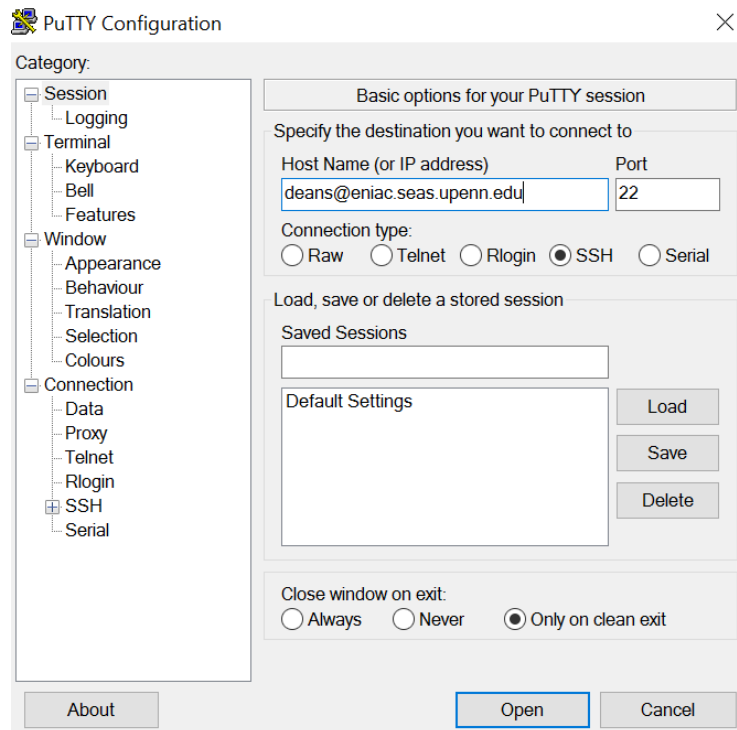 PuTTY Configuration
Category:
Session
Logging
Terminal
Keyboard
Bell
Features
Window
Appearance
Behaviour
Translation
Selection
Colours
Connection
Data
Proxy
Telnet
Rlogin
SSH
Serial
Basic options for your PuTTY session
Specify the destination you want to connect to
Host Name (or IP address) Port
deans@eniac.seas.upenn.edu 22
Connection type:
Raw Telnet Rlogin SSH Serial
Load, save or delete a stored session
Saved Sessions
Default Settings
Load
Save
Delete
Close window on exit:
Always Never Only on clean exit
About Open Cancel